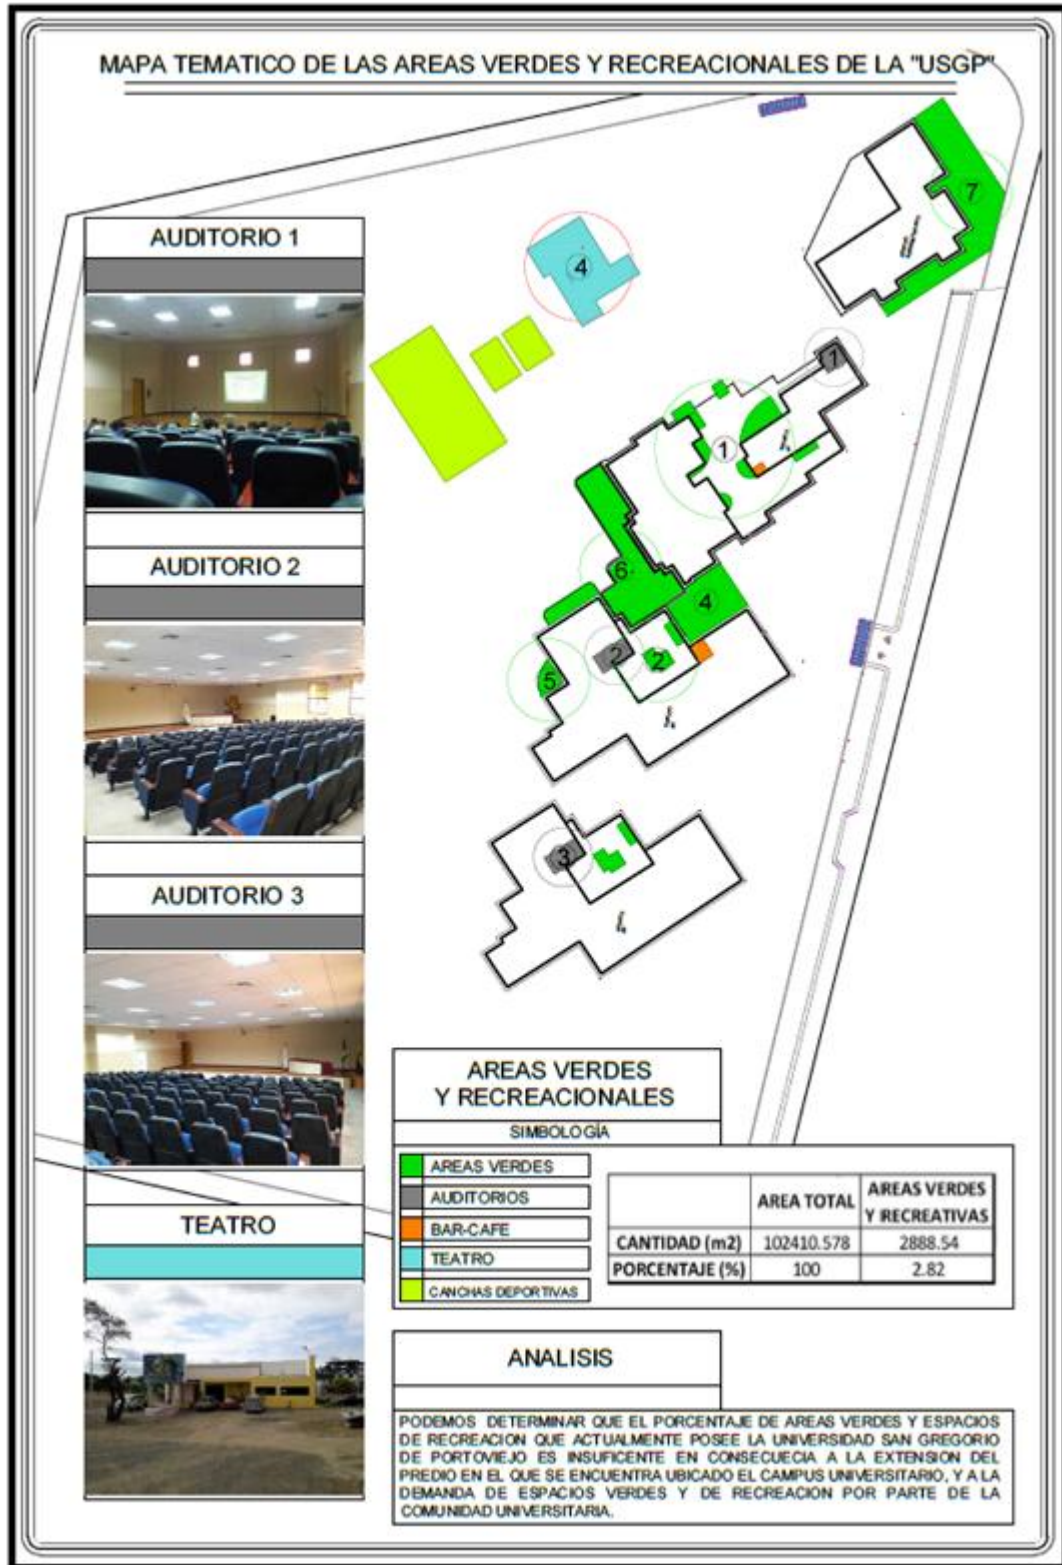 MAPA TEMATICO DE LAS AREAS VERDES Y RECREACIONALES DE LA "USGP"
AUDITORIO 1
AUDITORIO 2
AUDITORIO 3
TEATRO
7
4
1
1
6
4
2
2
5
3
AREAS VERDES
Y RECREACIONALES
SIMBOLOGÍA
AREAS VERDES
AUDITORIOS
BAR-CAFE
TEATRO
CANCHAS DEPORTIVAS
AREA TOTAL AREAS VERDES Y RECREATIVAS
CANTIDAD (m2) 102410.578 2888.54
PORCENTAJE (%) 100 2.82
ANALISIS
PODEMOS DETERMINAR QUE EL PORCENTAJE DE AREAS VERDES Y ESPACIOS
DE RECREACION QUE ACTUALMENTE POSEE LA UNIVERSIDAD SAN GREGORIO
DE PORTOVIEJO ES INSUFICENTE EN CONSECUECIA A LA EXTENSION DEL
PREDIO EN EL QUE SE ENCUENTRA UBICADO EL CAMPUS UNIVERSITARIO, Y A LA
DEMANDA DE ESPACIOS VERDES Y DE RECREACION POR PARTE DE LA
COMUNIDAD UNIVERSITARIA.